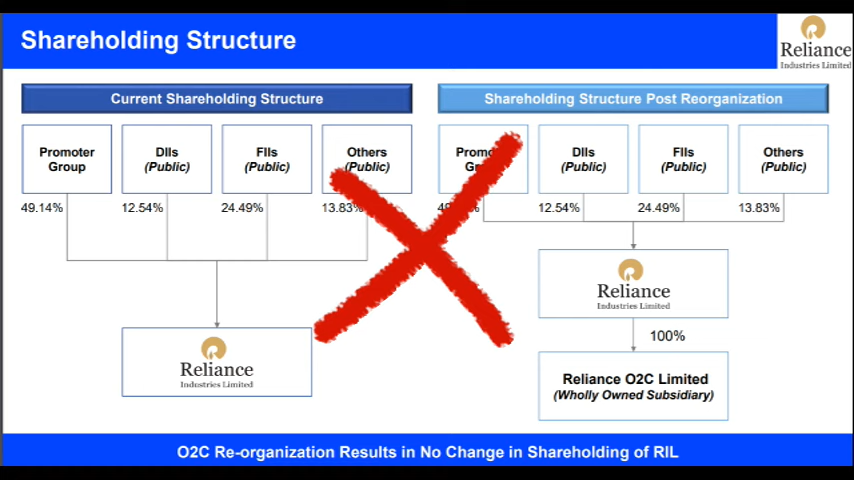 Shareholding Structure
Reliance
Industries Limited
Current Shareholding Structure
Promoter
Group
DIIs
(Public)
FIIs
(Public)
Others
(Public)
49.14%
12.54%
24.49%
13.83%
Reliance
Industries Limited
Shareholding Structure Post Reorganization
DIIs
(Public)
FIIs
(Public)
Others
(Public)
12.54%
24.49%
13.83%
Reliance
Industries Limited
100%
Reliance O2C Limited
(Wholly Owned Subsidiary)
O2C Re-organization Results in No Change in Shareholding of RIL